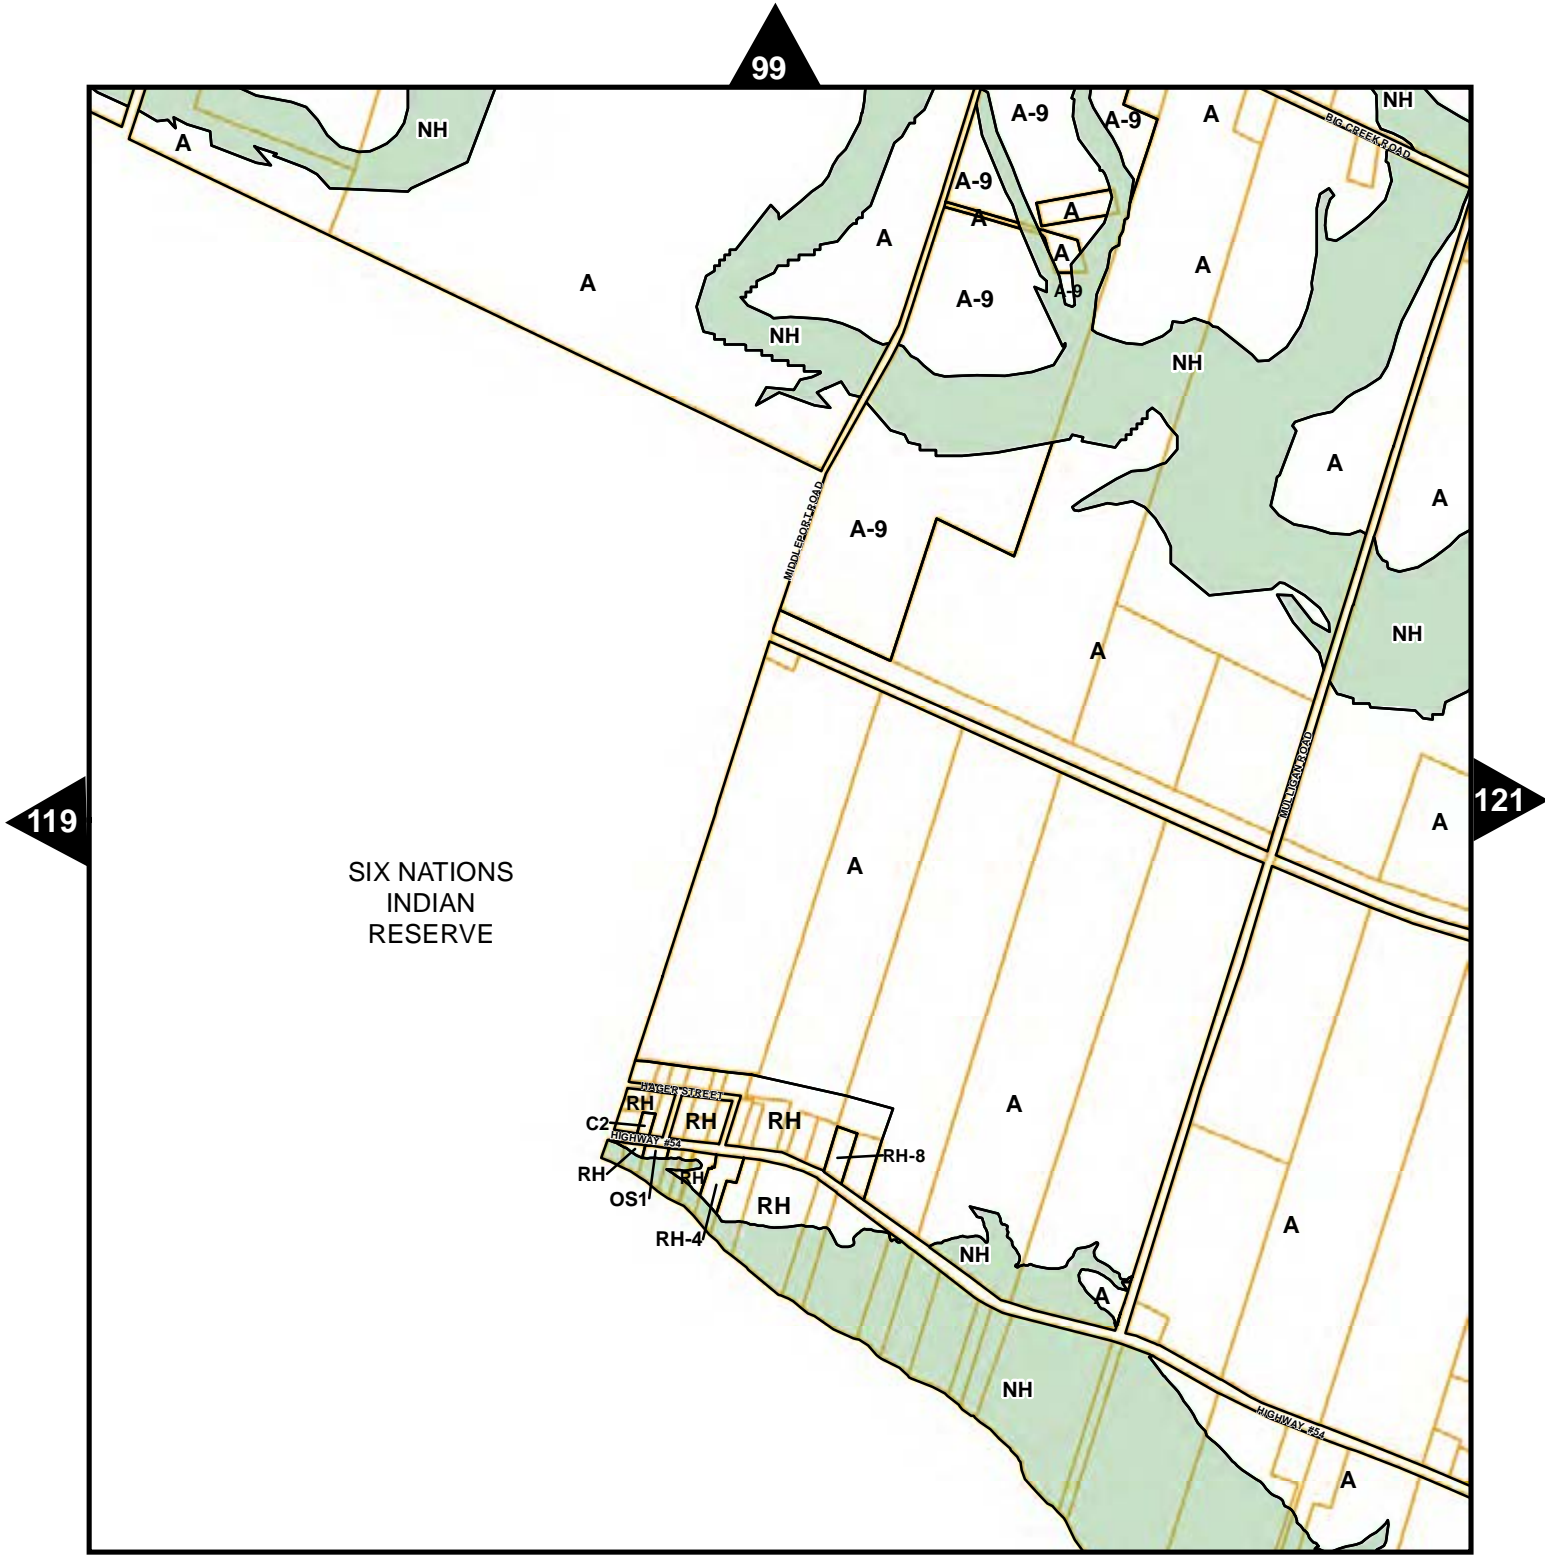 99
NH
A-9
A-9
A
NH
BIG CREEK ROAD
A
A-9
A
A
A
A
A
A
A-9
A-9
A
NH
NH
A
A
MIDDLEPORT ROAD
A-9
NH
A
MULLIGAN ROAD
119
121
A
A
SIX NATIONS
INDIAN
RESERVE
HAGER STREET
RH
A
C2
RH
RH
HIGHWAY #54
RH-8
RH
RH
OS1
RH
RH-4
A
NH
A
NH
HIGHWAY #54
A